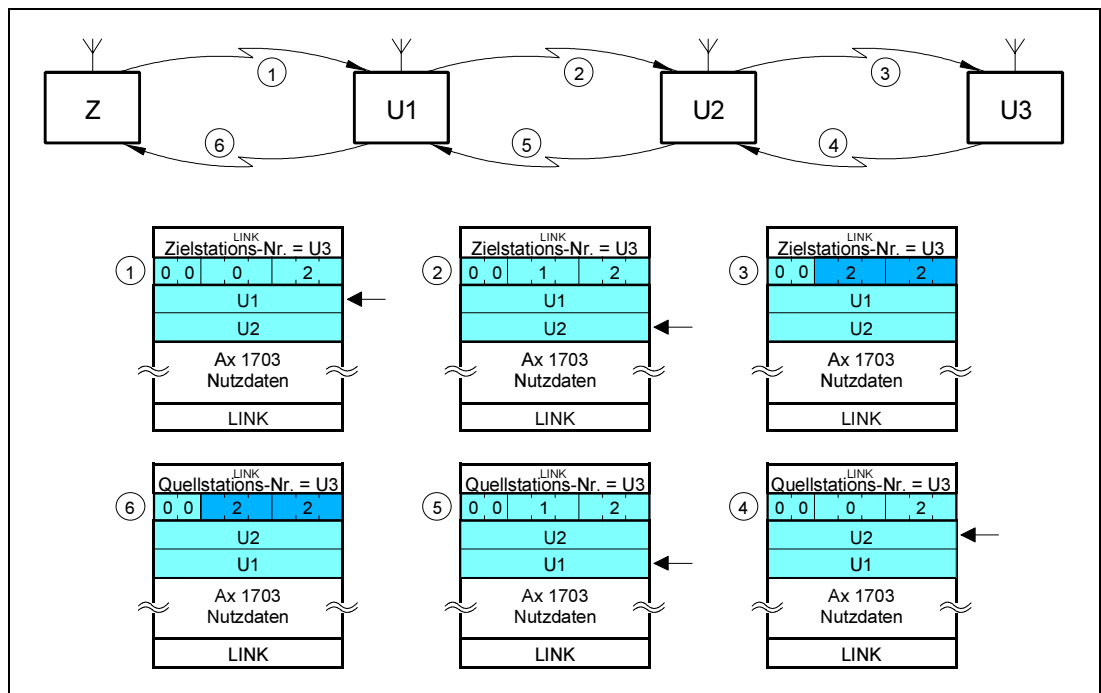 ① ② ③
Z U1 U2 U3
⑥ ⑤ ④
LINK LINK LINK
Zielstations-Nr. = U3 Zielstations-Nr. = U3 Zielstations-Nr. = U3
① 0 0 0 2 ② 0 0 1 2 ③ 0 0 2 2
U1 U1 U1
U2 U2 U2
Ax 1703 Ax 1703 Ax 1703
Nutzdaten Nutzdaten Nutzdaten
LINK LINK LINK
LINK LINK LINK
Quellstations-Nr. = U3 Quellstations-Nr. = U3 Quellstations-Nr. = U3
⑥ 0 0 2 2 ⑤ 0 0 1 2 ④ 0 0 0 2
U2 U2 U2
U1 U1 U1
Ax 1703 Ax 1703 Ax 1703
Nutzdaten Nutzdaten Nutzdaten
LINK LINK LINK